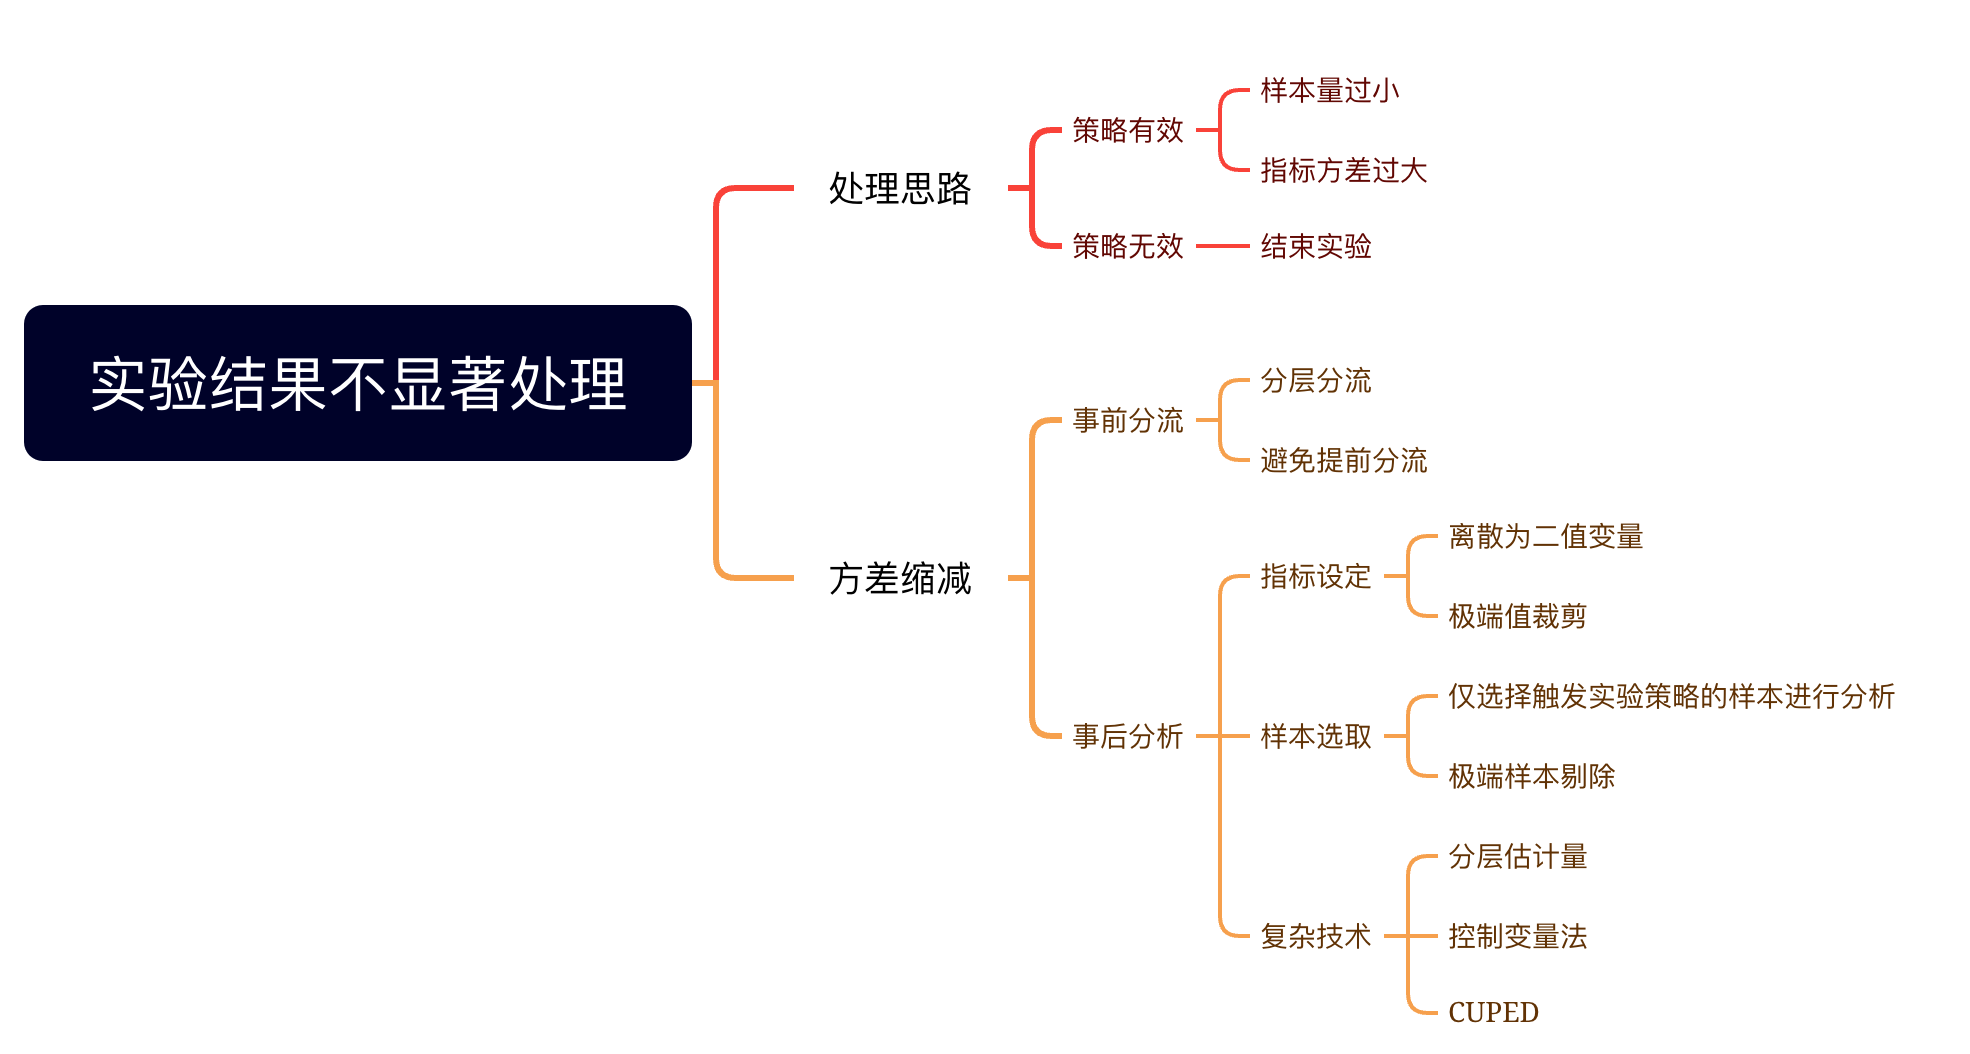 实验结果不显著处理
处理思路
策略有效
样本量过小
指标方差过大
策略无效
结束实验
方差缩减
事前分流
分层分流
避免提前分流
事后分析
指标设定
离散为二值变量
极端值裁剪
样本选取
仅选择触发实验策略的样本进行分析
极端样本剔除
复杂技术
分层估计量
控制变量法
CUPED